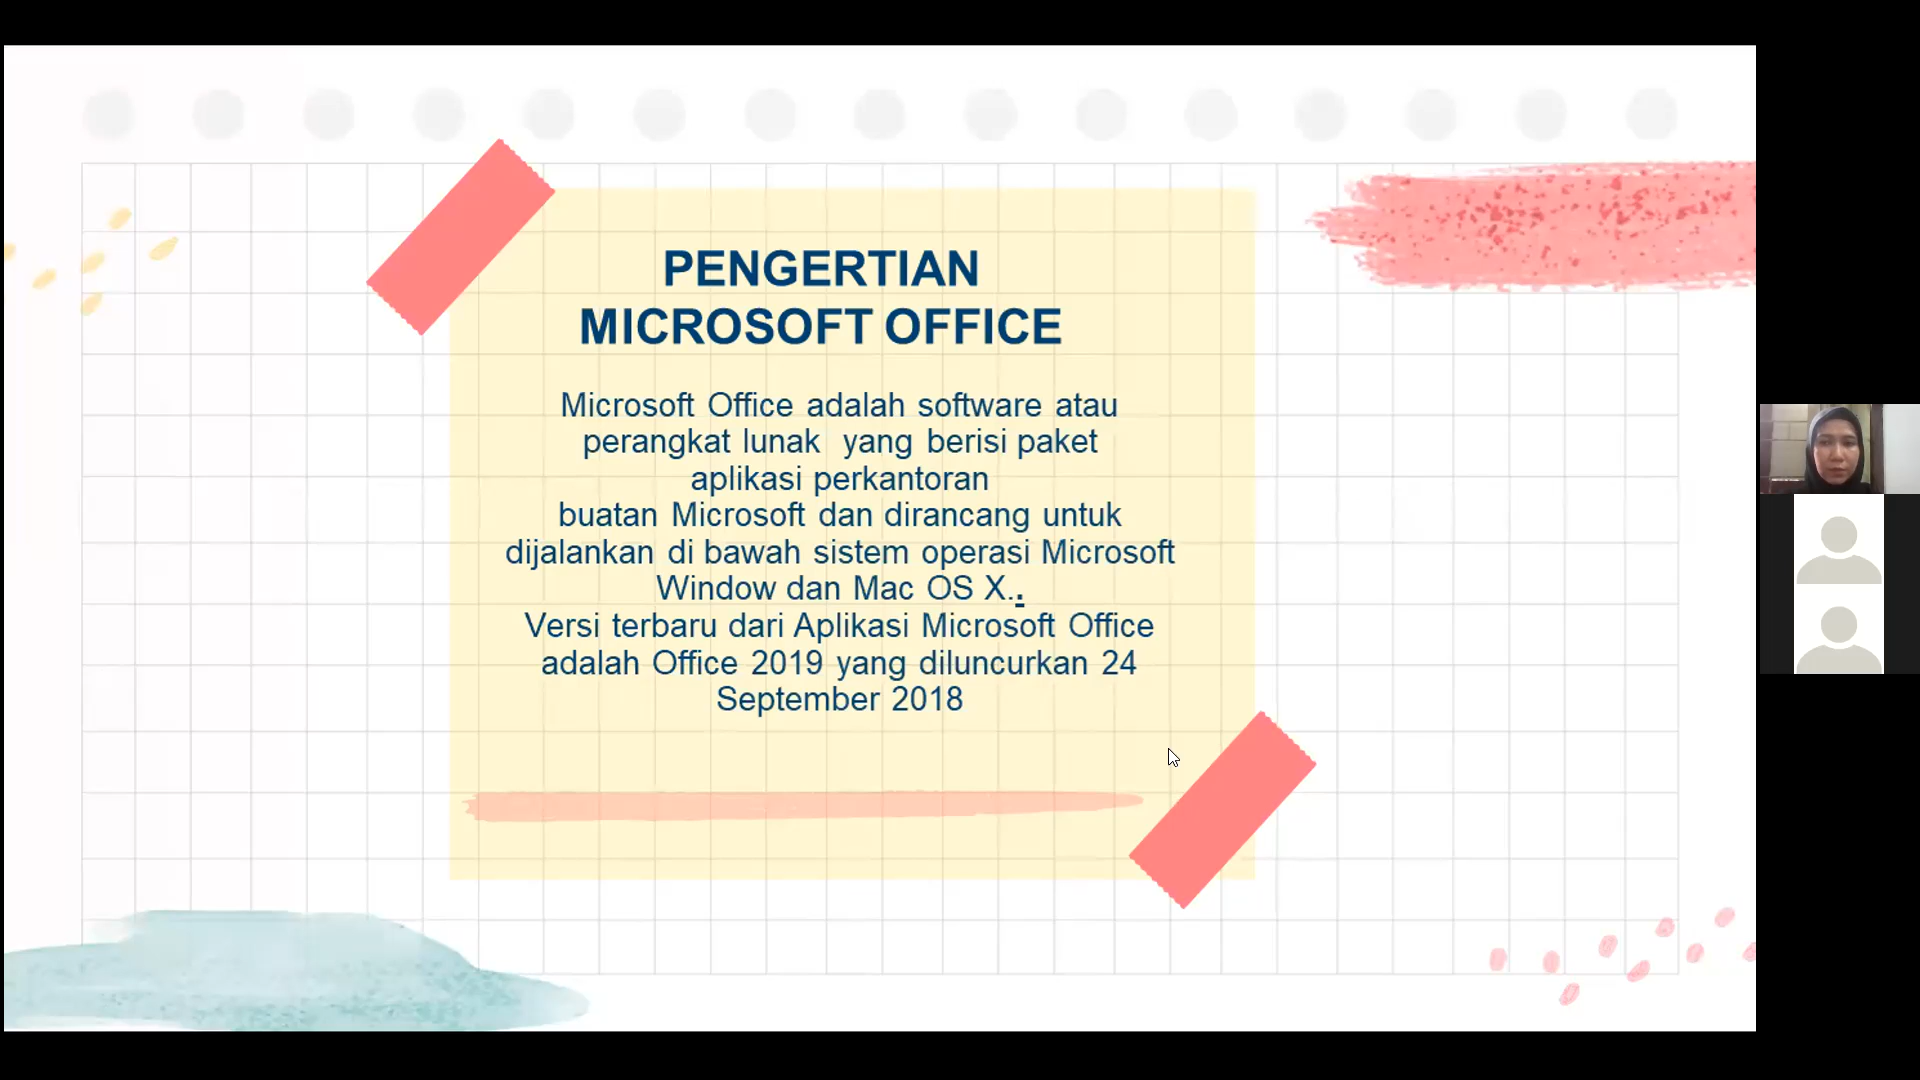 PENGERTIAN
MICROSOFT OFFICE
Microsoft Office adalah software atau
perangkat lunak yang berisi paket
aplikasi perkantoran
buatan Microsoft dan dirancang untuk
dijalankan di bawah sistem operasi Microsoft
Window dan Mac OS X..
Versi terbaru dari Aplikasi Microsoft Office
adalah Office 2019 yang diluncurkan 24
September 2018